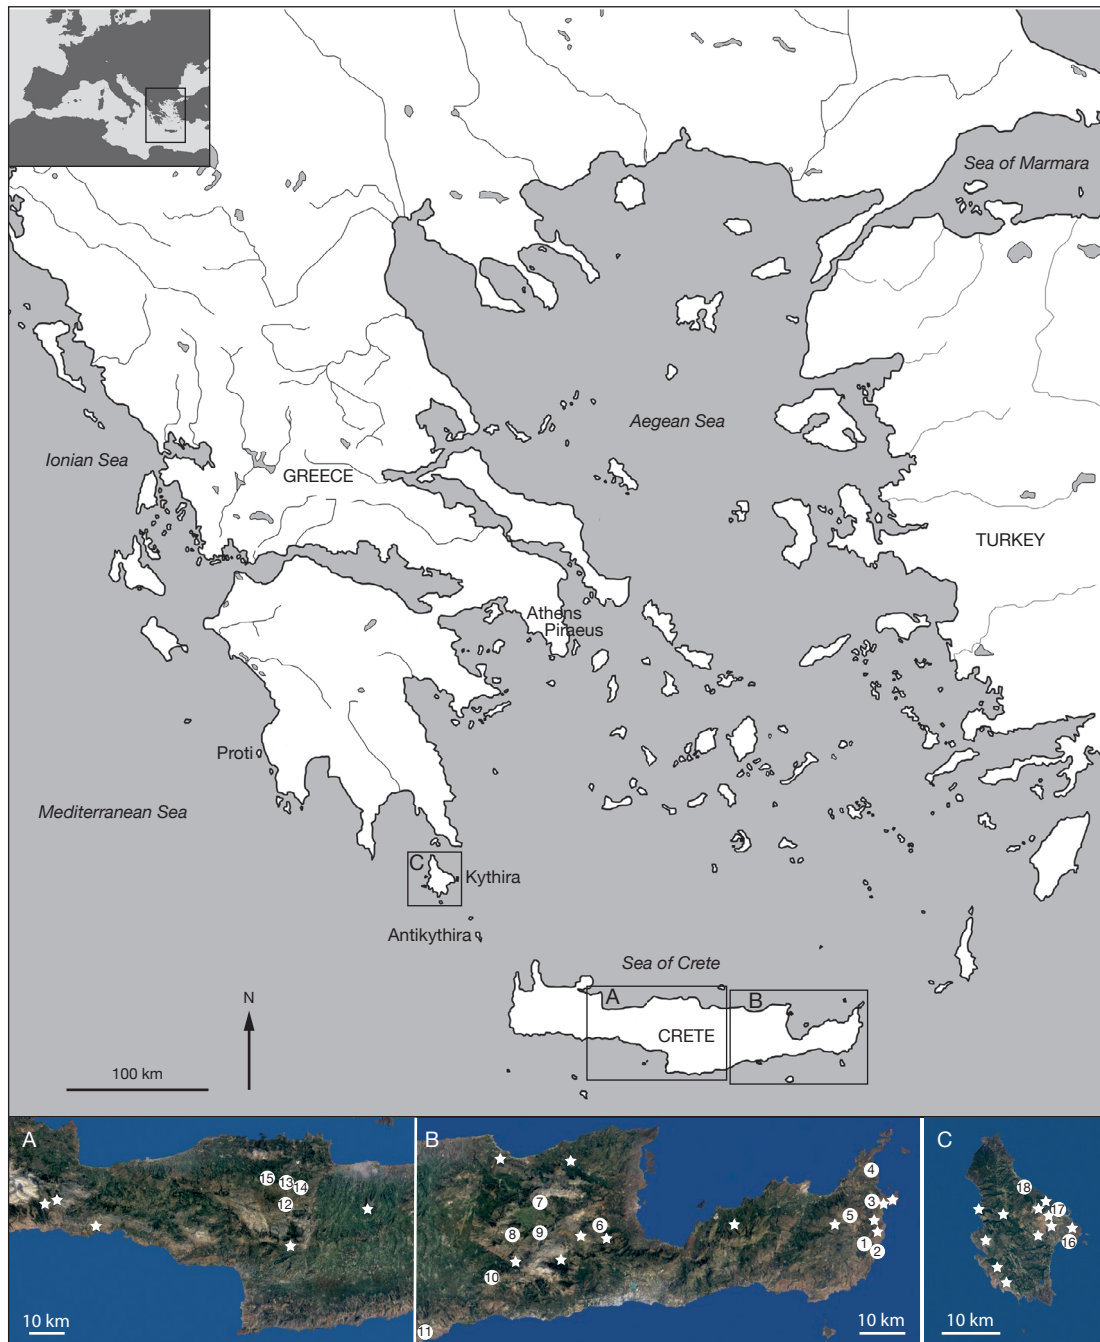 Sea of Marmara
Aegean Sea
Ionian Sea
GREECE
TURKEY
Athens
Piraeus
Proti
Mediterranean Sea
C
Kythira
Antikythira
Sea of Crete
N
A
B
CRETE
100 km
A
15
13
14
12
10 km
B
4
7
3
5
6
8
9
1
2
10
11
10 km
C
18
17
16
10 km